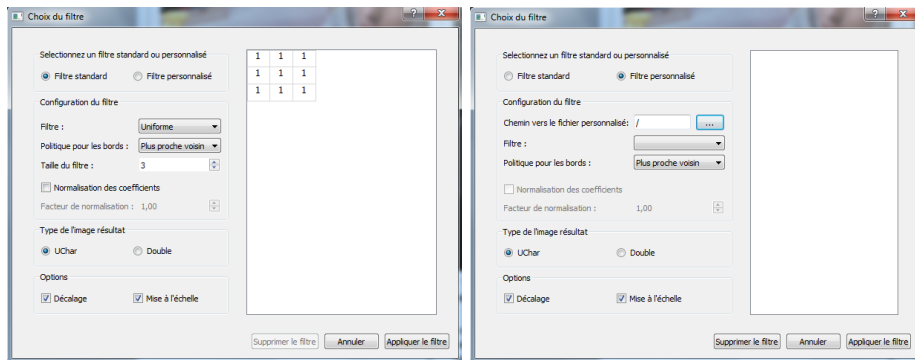 Choix du filtre
Selectionnez un filtre standard ou personnalisé
Filtre standard Filtre personnalisé
Configuration du filtre
Filtre : Uniforme
Politique pour les bords : Plus proche voisin
Taille du filtre : 3
Normalisation des coefficients
Facteur de normalisation : 1,00
Type de l'image résultat
UChar Double
Options
Décalage Mise à l'échelle
1 1 1
1 1 1
1 1 1
Supprimer le filtre Annuler Appliquer le filtre
Choix du filtre
Selectionnez un filtre standard ou personnalisé
Filtre standard Filtre personnalisé
Configuration du filtre
Chemin vers le fichier personnalisé: / ...
Filtre :
Politique pour les bords : Plus proche voisin
Normalisation des coefficients
Facteur de normalisation : 1,00
Type de l'image résultat
UChar Double
Options
Décalage Mise à l'échelle
Supprimer le filtre Annuler Appliquer le filtre